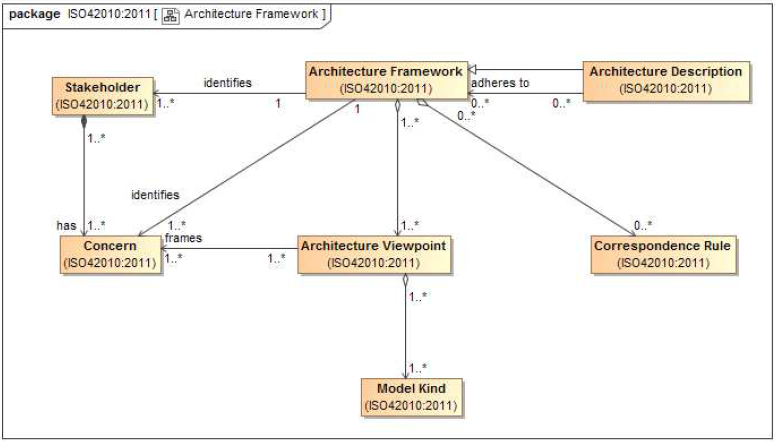 package ISO42010:2011 [ Architecture Framework ]
Architecture Framework
(ISO42010:2011)
Architecture Description
(ISO42010:2011)
Stakeholder
(ISO42010:2011)
identifies
adheres to
1..*
1
1
1..*
0..*
0..*
0..*
1..*
identifies
has
1..*
1..*
1..*
0..*
frames
Concern
(ISO42010:2011)
1..*
1..*
Architecture Viewpoint
(ISO42010:2011)
Correspondence Rule
(ISO42010:2011)
1..*
1..*
Model Kind
(ISO42010:2011)